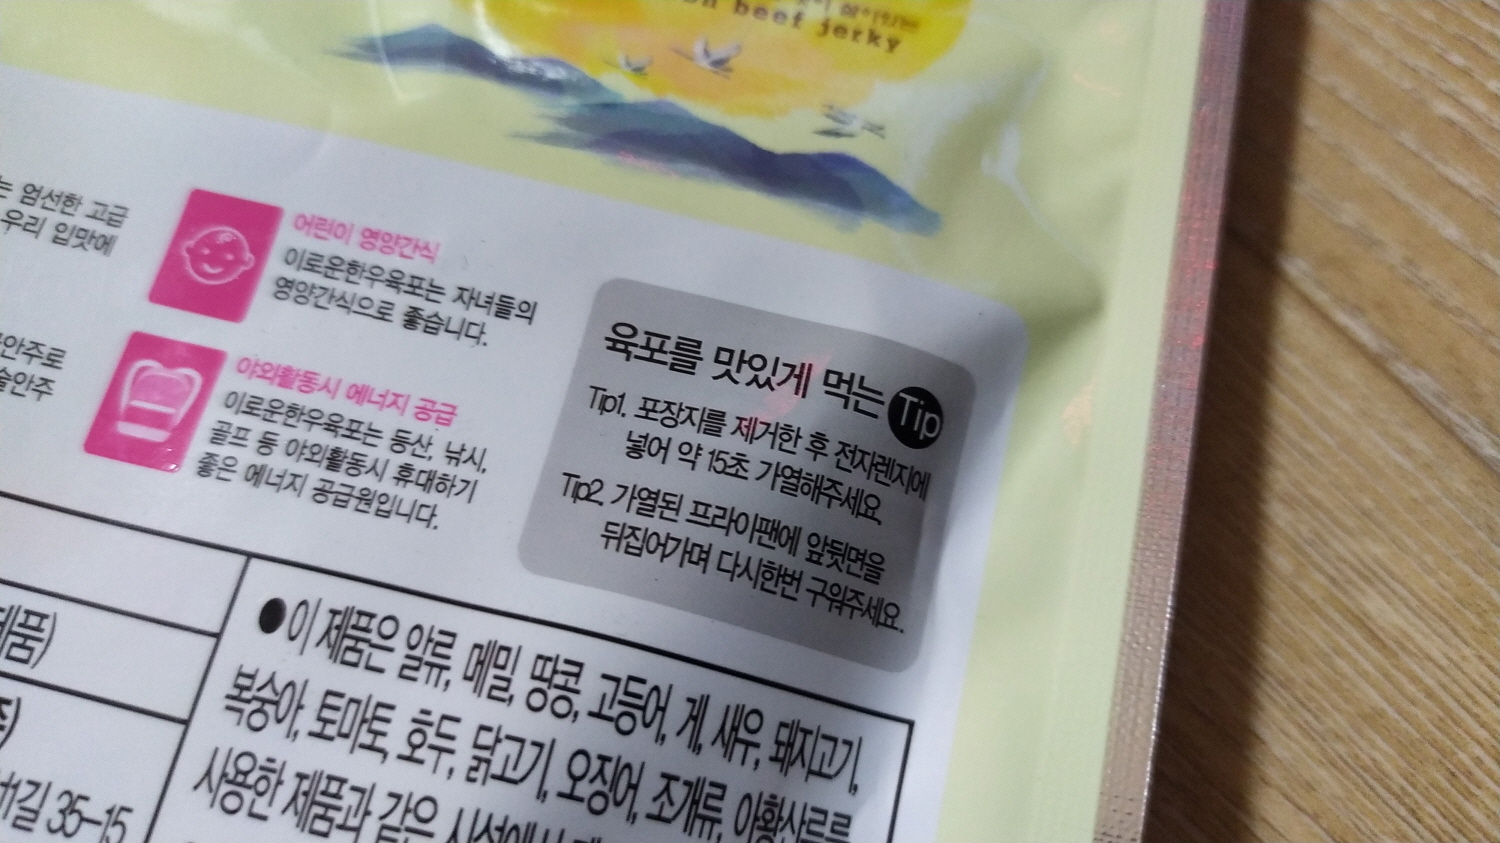 beef jerky
엄선한 고급
우리 입맛에
어린이 영양간식
이로운한우육포는 자녀들의
영양간식으로 좋습니다.
안주로
술안주
야외활동시 에너지 공급
이로운한우육포는 등산, 낚시,
골프 등 야외활동시 휴대하기
좋은 에너지 공급원입니다.
육포를 맛있게 먹는 Tip
Tip1. 포장지를 제거한 후 전자렌지에
넣어 약 15초 가열해주세요.
Tip2. 가열된 프라이팬에 앞뒷면을
뒤집어가며 다시한번 구워주세요.
제품)
길 35-15
●이 제품은 알류, 메밀, 땅콩, 고등어, 게, 새우, 돼지고기,
복숭아, 토마토, 호두, 닭고기, 오징어, 조개류, 아황산류를
사용한 제품과 같은 시설에서